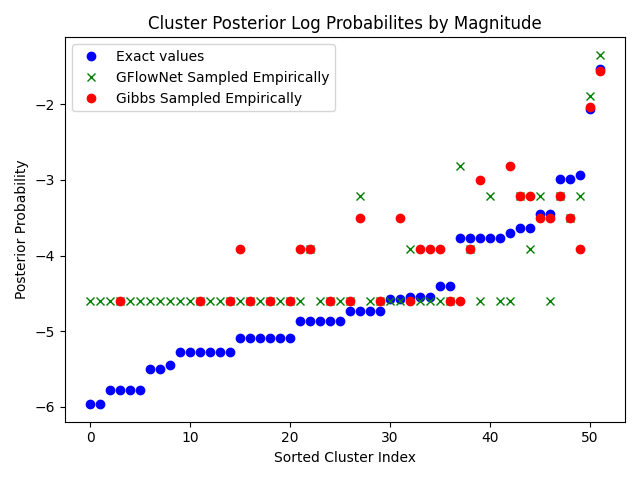 Cluster Posterior Log Probabilites by Magnitude
Exact values
GFlowNet Sampled Empirically
Gibbs Sampled Empirically
Posterior Probability
−2
−3
−4
−5
−6
0 10 20 30 40 50
Sorted Cluster Index